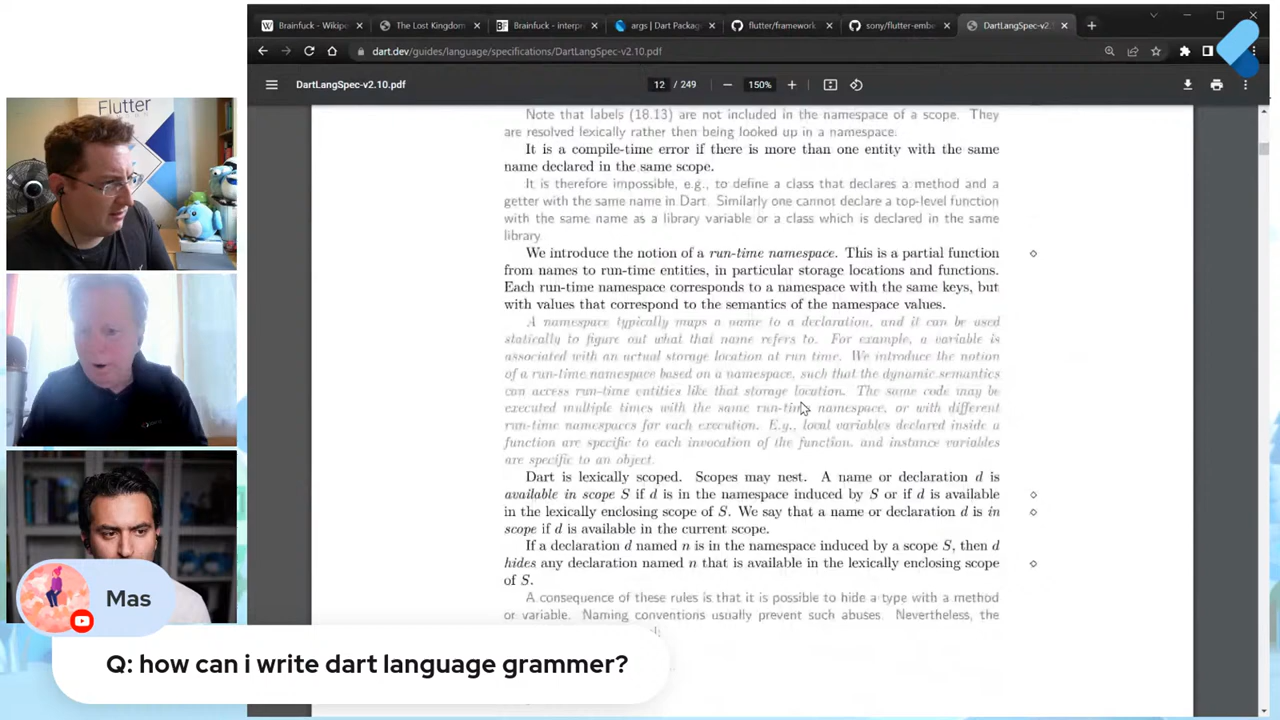 Brainfuck - Wikip
The Lost Kingdom
Brainfuck - interp
args | Dart Packag
flutter/framework
sony/flutter-emb
DartLangSpec-v2.1
dart.dev/guides/language/specifications/DartLangSpec-v2.10.pdf
DartLangSpec-v2.10.pdf
12 / 249
150%
Flutter
Note that labels (18.13) are not included in the namespace of a scope. They
are resolved lexically rather then being looked up in a namespace.
It is a compile-time error if there is more than one entity with the same
name declared in the same scope.
It is therefore impossible, e.g., to define a class that declares a method and a
getter with the same name in Dart. Similarly one cannot declare a top-level function
with the same name as a library variable or a class which is declared in the same
library.
We introduce the notion of a run-time namespace. This is a partial function
from names to run-time entities, in particular storage locations and functions.
Each run-time namespace corresponds to a namespace with the same keys, but
with values that correspond to the semantics of the namespace values.
A namespace typically maps a name to a declaration, and it can be used
statically to figure out what that name refers to. For example, a variable is
associated with an actual storage location at run time. We introduce the notion
of a run-time namespace based on a namespace, such that the dynamic semantics
can access run-time entities like that storage location. The same code may be
executed multiple times with the same run-time namespace, or with different
run-time namespaces for each execution. E.g., local variables declared inside a
function are specific to each invocation of the function, and instance variables
are specific to an object.
Dart is lexically scoped. Scopes may nest. A name or declaration d is
available in scope S if d is in the namespace induced by S or if d is available
in the lexically enclosing scope of S. We say that a name or declaration d is in
scope if d is available in the current scope.
If a declaration d named n is in the namespace induced by a scope S, then d
hides any declaration named n that is available in the lexically enclosing scope
of S.
A consequence of these rules is that it is possible to hide a type with a method
or variable. Naming conventions usually prevent such abuses. Nevertheless, the
Mas
Q: how can i write dart language grammer?